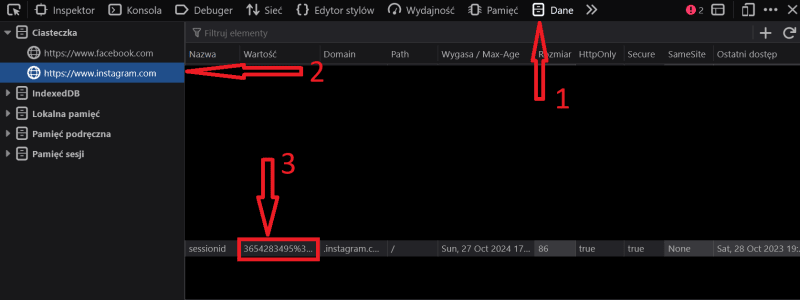 Inspektor Konsola Debuger Sieć Edytor stylów Wydajność Pamięć Dane 2
Ciasteczka
https://www.facebook.com
https://www.instagram.com
IndexedDB
Lokalna pamięć
Pamięć podręczna
Pamięć sesji
Filtruj elementy
Nazwa Wartość Domain Path Wygasa / Max-Age Rozmiar HttpOnly Secure SameSite Ostatni dostęp
1
2
3
sessionid 3654283495%3... .instagram.c... / Sun, 27 Oct 2024 17... 86 true true None Sat, 28 Oct 2023 19:...